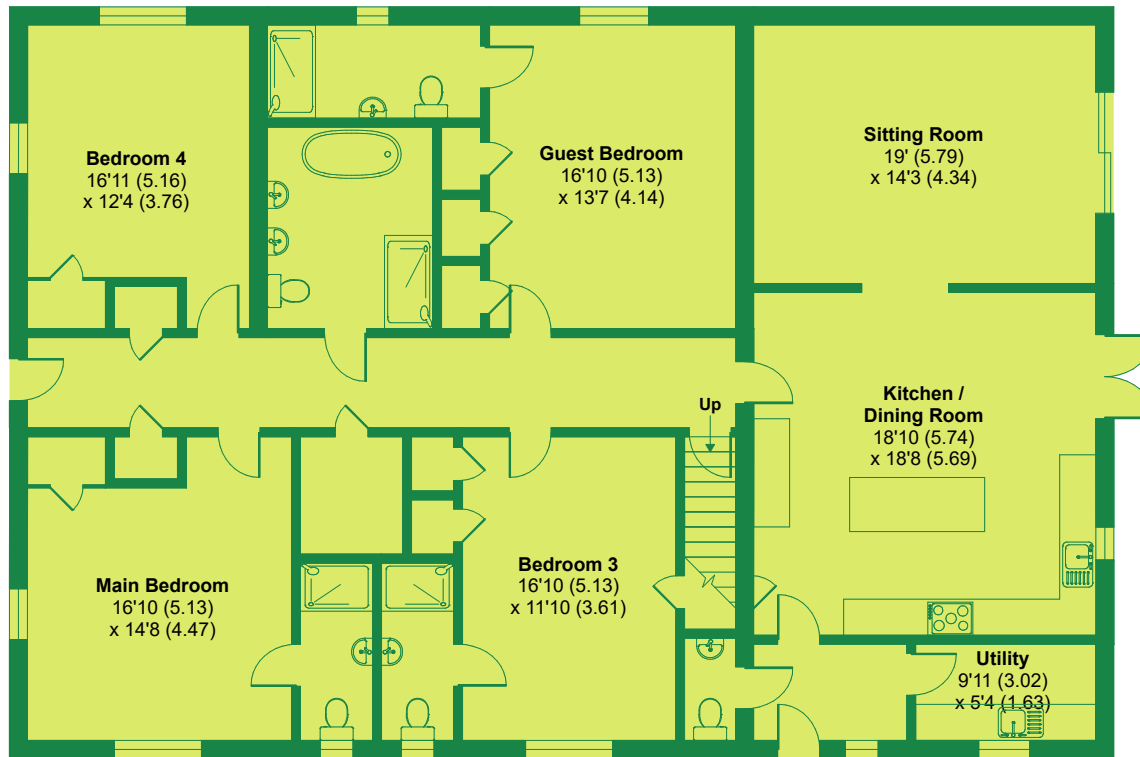 Bedroom 4
16'11 (5.16)
x 12'4 (3.76)
Guest Bedroom
16'10 (5.13)
x 13'7 (4.14)
Sitting Room
19' (5.79)
x 14'3 (4.34)
Up
Kitchen /
Dining Room
18'10 (5.74)
x 18'8 (5.69)
Main Bedroom
16'10 (5.13)
x 14'8 (4.47)
Bedroom 3
16'10 (5.13)
x 11'10 (3.61)
Utility
9'11 (3.02)
x 5'4 (1.63)